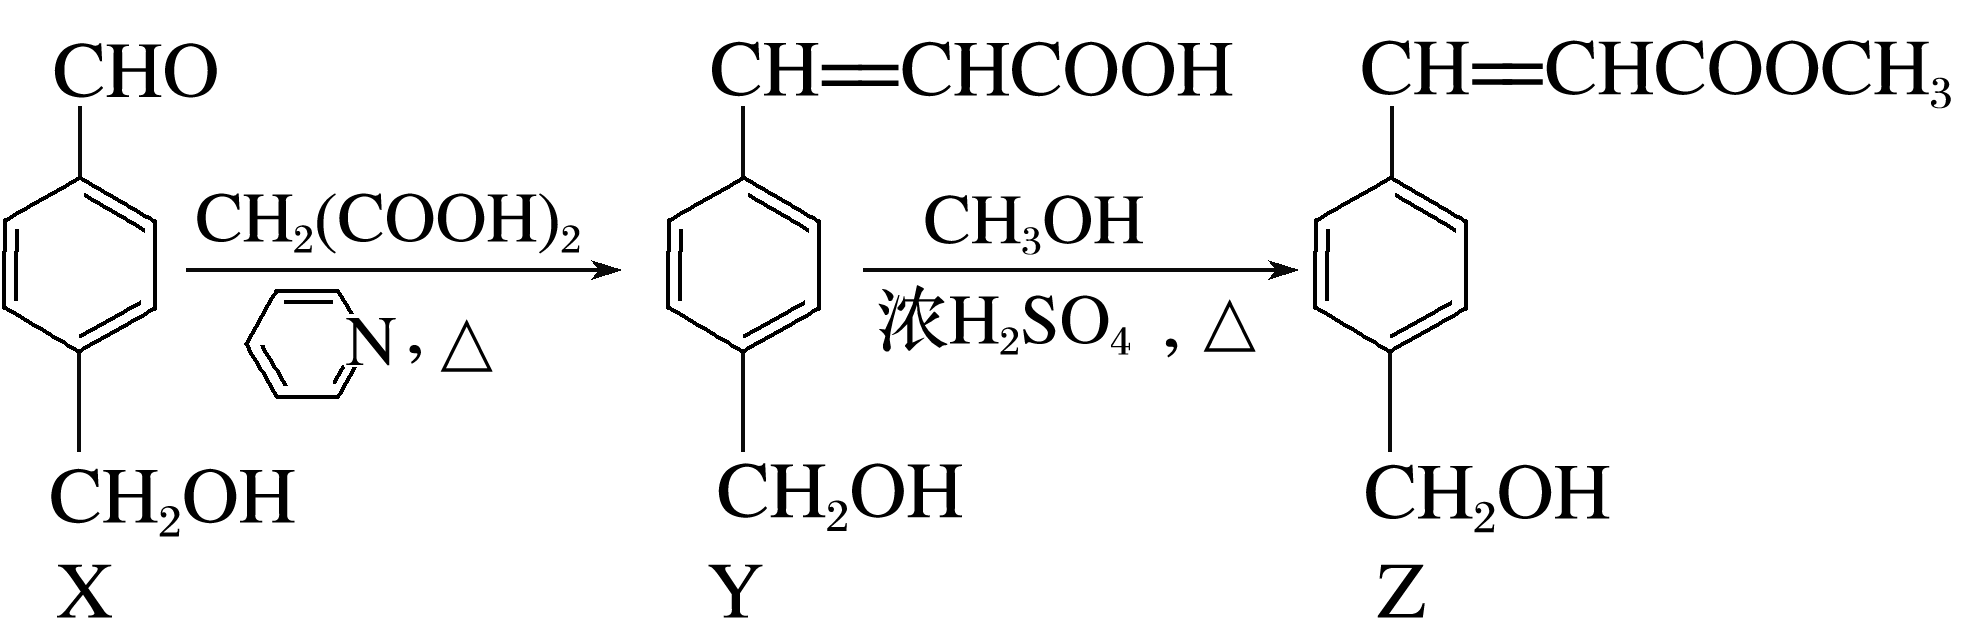 CHO
CH₂OH
X
CH₂(COOH)₂
N, △
CH=CHCOOH
CH₂OH
Y
CH₃OH
浓H₂SO₄ , △
CH=CHCOOCH₃
CH₂OH
Z